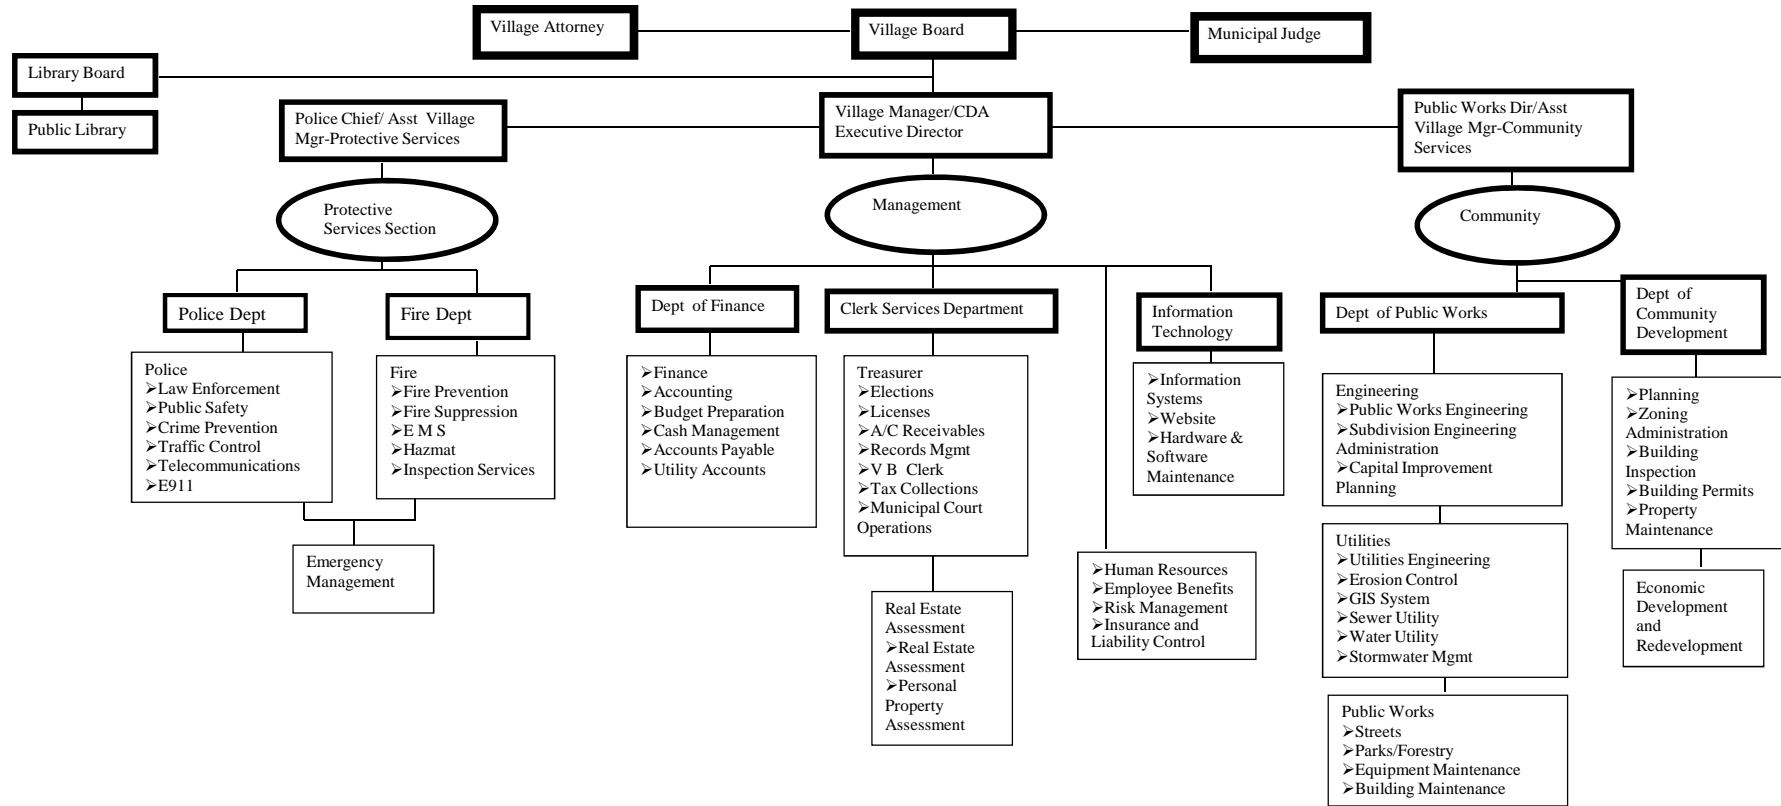 Village Attorney
Village Board
Municipal Judge
Library Board
Public Library
Police Chief/ Asst Village
Mgr-Protective Services
Village Manager/CDA
Executive Director
Public Works Dir/Asst
Village Mgr-Community
Services
Protective
Services Section
Management
Community
Police Dept
Fire Dept
Dept of Finance
Clerk Services Department
Information
Technology
Dept of Public Works
Dept of
Community
Development
Police
➢Law Enforcement
➢Public Safety
➢Crime Prevention
➢Traffic Control
➢Telecommunications
➢E911
Fire
➢Fire Prevention
➢Fire Suppression
➢E M S
➢Hazmat
➢Inspection Services
Emergency
Management
➢Finance
➢Accounting
➢Budget Preparation
➢Cash Management
➢Accounts Payable
➢Utility Accounts
Treasurer
➢Elections
➢Licenses
➢A/C Receivables
➢Records Mgmt
➢V B Clerk
➢Tax Collections
➢Municipal Court
Operations
Real Estate
Assessment
➢Real Estate
Assessment
➢Personal
Property
Assessment
➢Human Resources
➢Employee Benefits
➢Risk Management
➢Insurance and
Liability Control
➢Information
Systems
➢Website
➢Hardware &
Software
Maintenance
Engineering
➢Public Works Engineering
➢Subdivision Engineering
Administration
➢Capital Improvement
Planning
Utilities
➢Utilities Engineering
➢Erosion Control
➢GIS System
➢Sewer Utility
➢Water Utility
➢Stormwater Mgmt
Public Works
➢Streets
➢Parks/Forestry
➢Equipment Maintenance
➢Building Maintenance
➢Planning
➢Zoning
Administration
➢Building
Inspection
➢Building Permits
➢Property
Maintenance
Economic
Development
and
Redevelopment